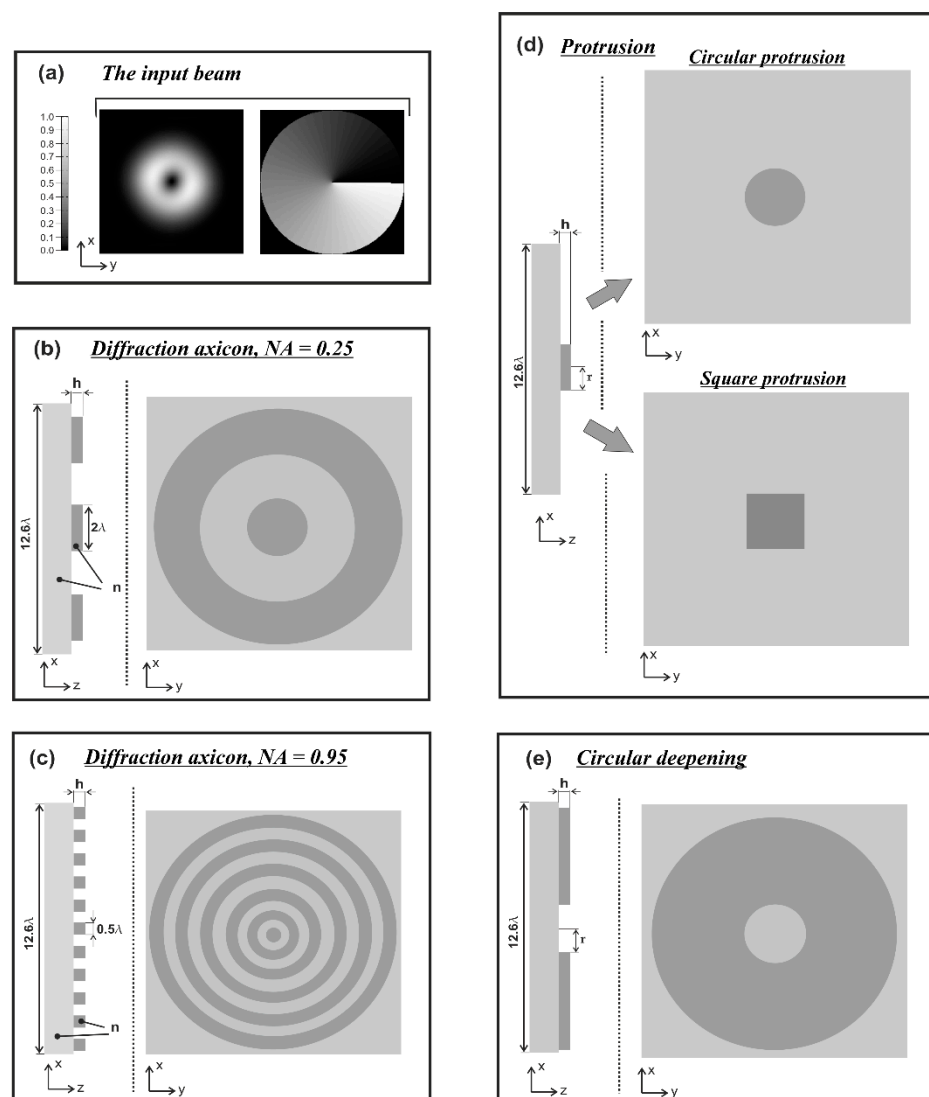 (a) The input beam
1.0
0.9
0.8
0.7
0.6
0.5
0.4
0.3
0.2
0.1
0.0
x
y
(b) Diffraction axicon, NA = 0.25
h
12.6λ
2λ
n
x
z
x
y
(c) Diffraction axicon, NA = 0.95
h
12.6λ
0.5λ
n
x
z
x
y
(d) Protrusion
Circular protrusion
h
12.6λ
r
x
z
x
y
Square protrusion
x
y
(e) Circular deepening
h
12.6λ
r
x
z
x
y